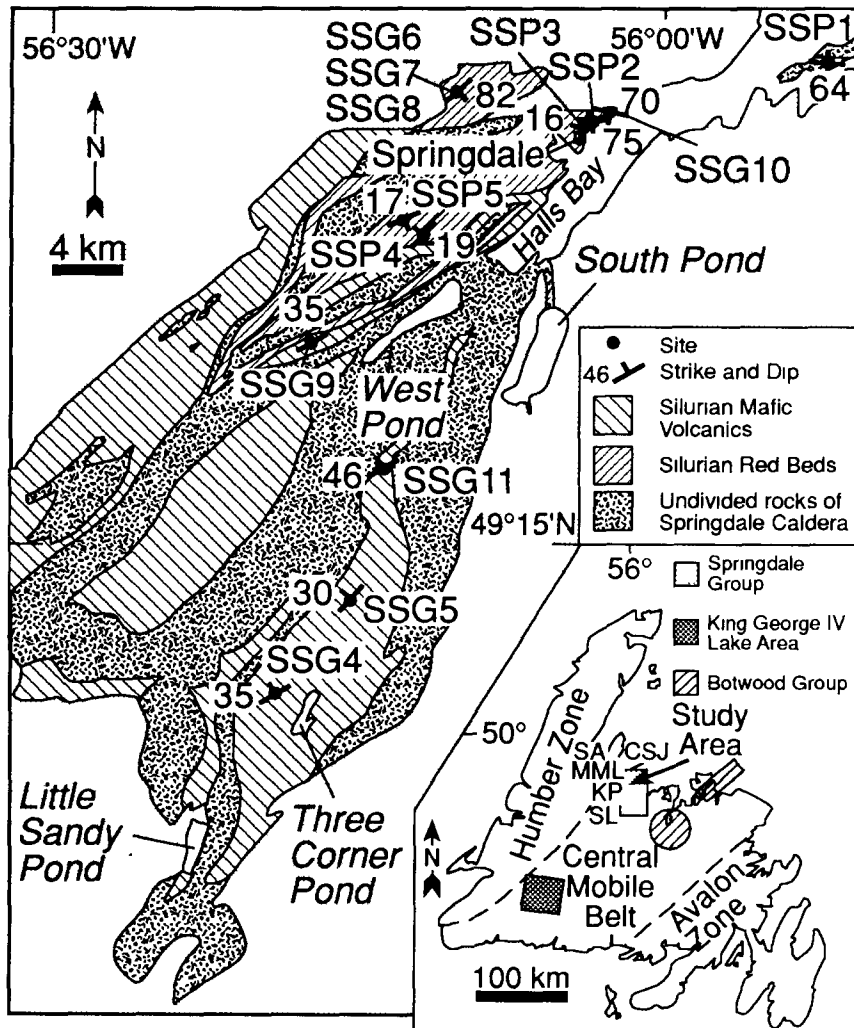 56°30'W
SSG6
SSG7
SSG8
SSP3
56°00'W
SSP1
SSP2
82
16
70
75
64
N
4 km
Springdale
SSG10
Halls Bay
17
SSP5
SSP4
19
South Pond
35
SSG9
West
Pond
46
SSG11
49°15'N
30
SSG5
SSG4
35
Little
Sandy
Pond
Three
Corner
Pond
Site
46 Strike and Dip
Silurian Mafic
Volcanics
Silurian Red Beds
Undivided rocks of
Springdale Caldera
56°
Springdale
Group
King George IV
Lake Area
Botwood Group
50°
Study
Area
Humber Zone
SA
CSJ
MML
KP
SL
N
Central
Mobile
Belt
Avalon
Zone
100 km